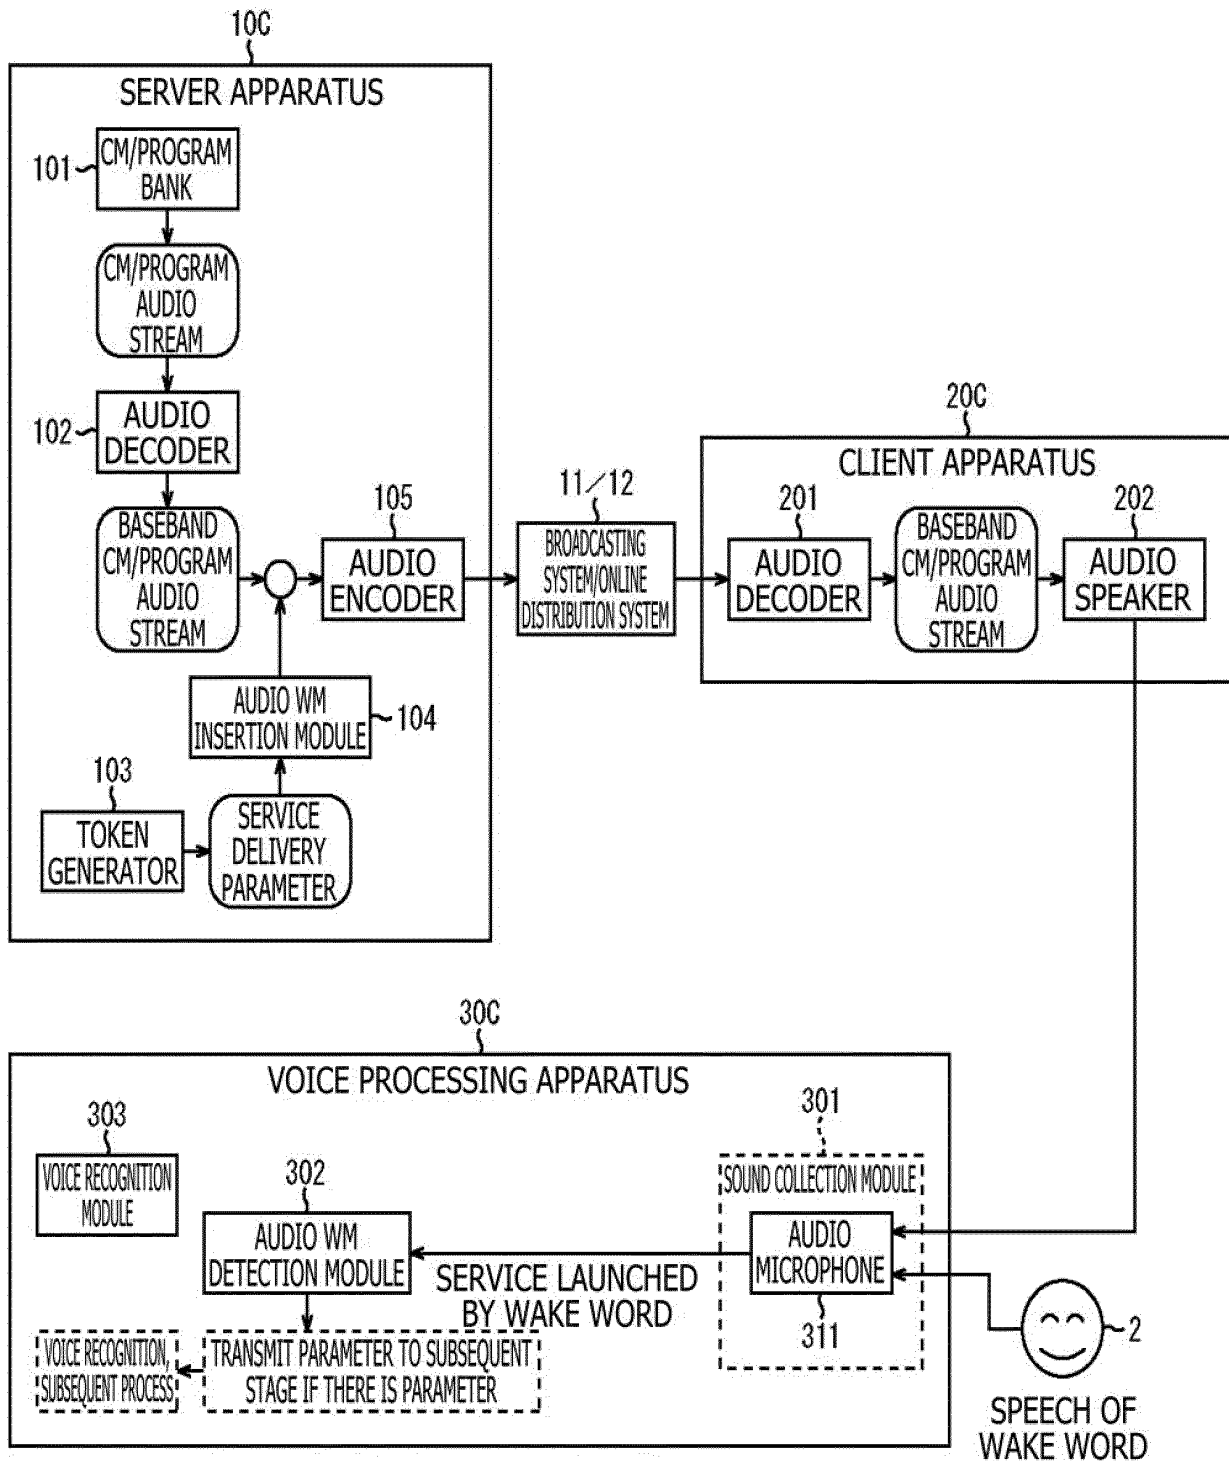 10C
SERVER APPARATUS
101
CM/PROGRAM
BANK
CM/PROGRAM
AUDIO
STREAM
102
AUDIO
DECODER
BASEBAND
CM/PROGRAM
AUDIO
STREAM
105
AUDIO
ENCODER
AUDIO WM
INSERTION MODULE
104
103
TOKEN
GENERATOR
SERVICE
DELIVERY
PARAMETER
11/12
BROADCASTING
SYSTEM/ONLINE
DISTRIBUTION SYSTEM
20C
CLIENT APPARATUS
201
AUDIO
DECODER
BASEBAND
CM/PROGRAM
AUDIO
STREAM
202
AUDIO
SPEAKER
30C
VOICE PROCESSING APPARATUS
303
VOICE RECOGNITION
MODULE
302
AUDIO WM
DETECTION MODULE
301
SOUND COLLECTION MODULE
AUDIO
MICROPHONE
311
SERVICE LAUNCHED
BY WAKE WORD
VOICE RECOGNITION,
SUBSEQUENT PROCESS
TRANSMIT PARAMETER TO SUBSEQUENT
STAGE IF THERE IS PARAMETER
2
SPEECH OF
WAKE WORD